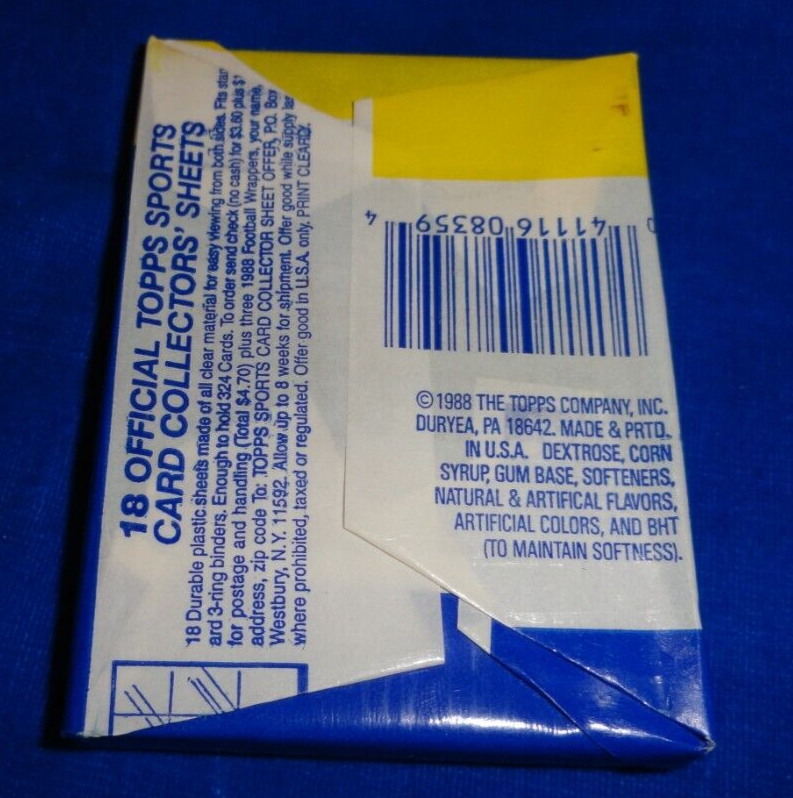 18 OFFICIAL TOPPS SPORTS
CARD COLLECTORS' SHEETS
18 Durable plastic sheets made of all clear material for easy viewing from both sides. Fits stan
ard 3-ring binders. Enough to hold 324 Cards. To order send check (no cash) for $3.60 plus $1
for postage and handling (Total $4.70) plus three 1988 Football Wrappers, your name,
address, zip code To: TOPPS SPORTS CARD COLLECTOR SHEET OFFER, P.O. Box
Westbury, N.Y. 11592. Allow up to 8 weeks for shipment. Offer good while supply las
where prohibited, taxed or regulated. Offer good in U.S.A. only. PRINT CLEARLY.
0 41116 08359 4
© 1988 THE TOPPS COMPANY, INC.
DURYEA, PA 18642. MADE & PRTD.
IN U.S.A. DEXTROSE, CORN
SYRUP, GUM BASE, SOFTENERS,
NATURAL & ARTIFICAL FLAVORS,
ARTIFICIAL COLORS, AND BHT
(TO MAINTAIN SOFTNESS).